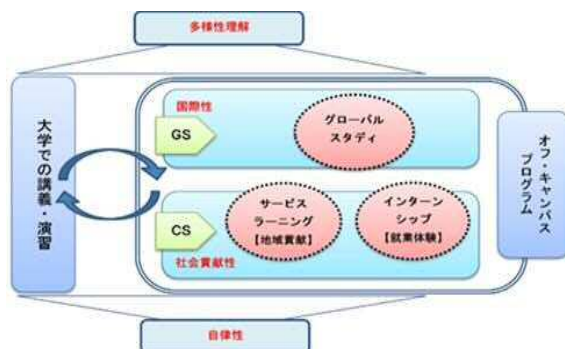 多様性理解
国際性
GS
グローバル
スタディ
大学での講義・演習
オフ・キャンパス
プログラム
CS
サービス
ラーニング
【地域貢献】
インターン
シップ
【就業体験】
社会貢献性
自律性